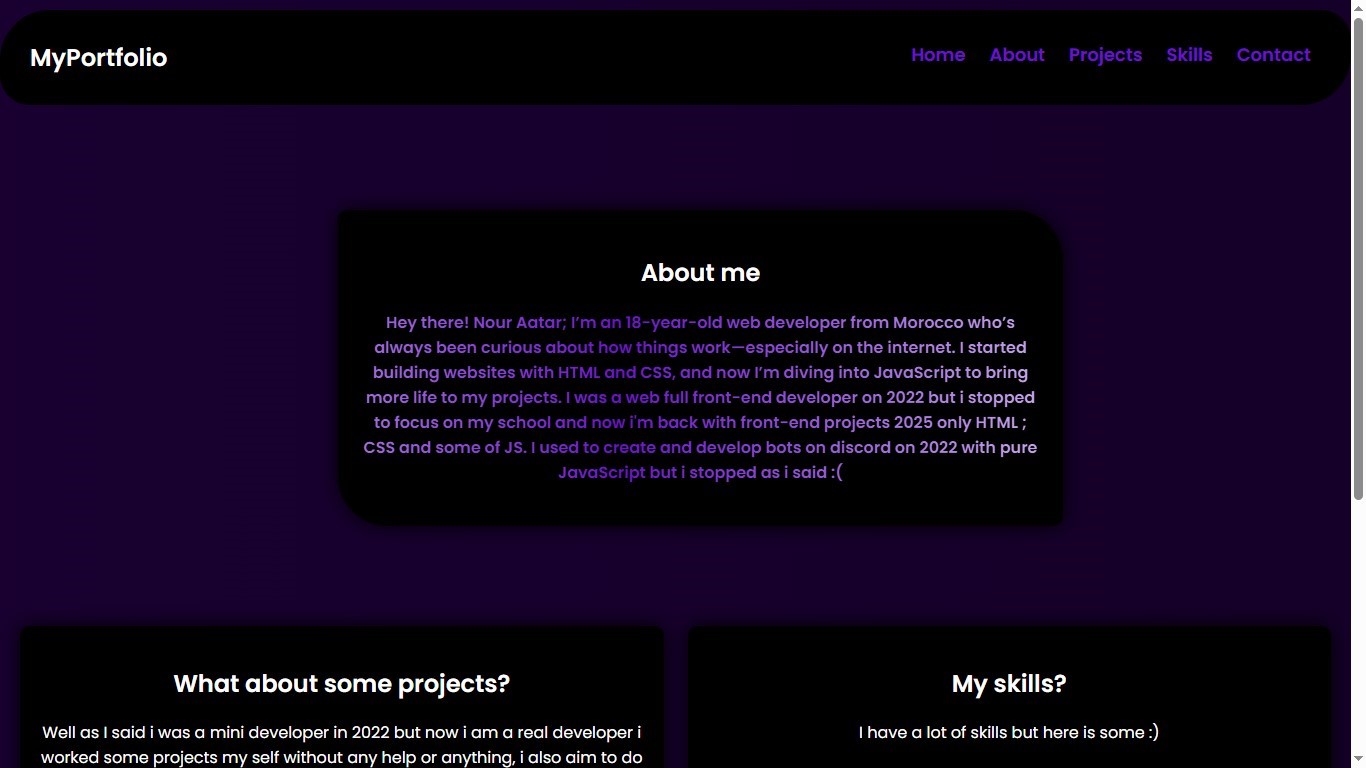 MyPortfolio
Home About Projects Skills Contact
About me
Hey there! Nour Aatar; I’m an 18-year-old web developer from Morocco who’s
always been curious about how things work—especially on the internet. I started
building websites with HTML and CSS, and now I’m diving into JavaScript to bring
more life to my projects. I was a web full front-end developer on 2022 but i stopped
to focus on my school and now i'm back with front-end projects 2025 only HTML ;
CSS and some of JS. I used to create and develop bots on discord on 2022 with pure
JavaScript but i stopped as i said :(
What about some projects?
Well as I said i was a mini developer in 2022 but now i am a real developer i
worked some projects my self without any help or anything, i also aim to do
My skills?
I have a lot of skills but here is some :)